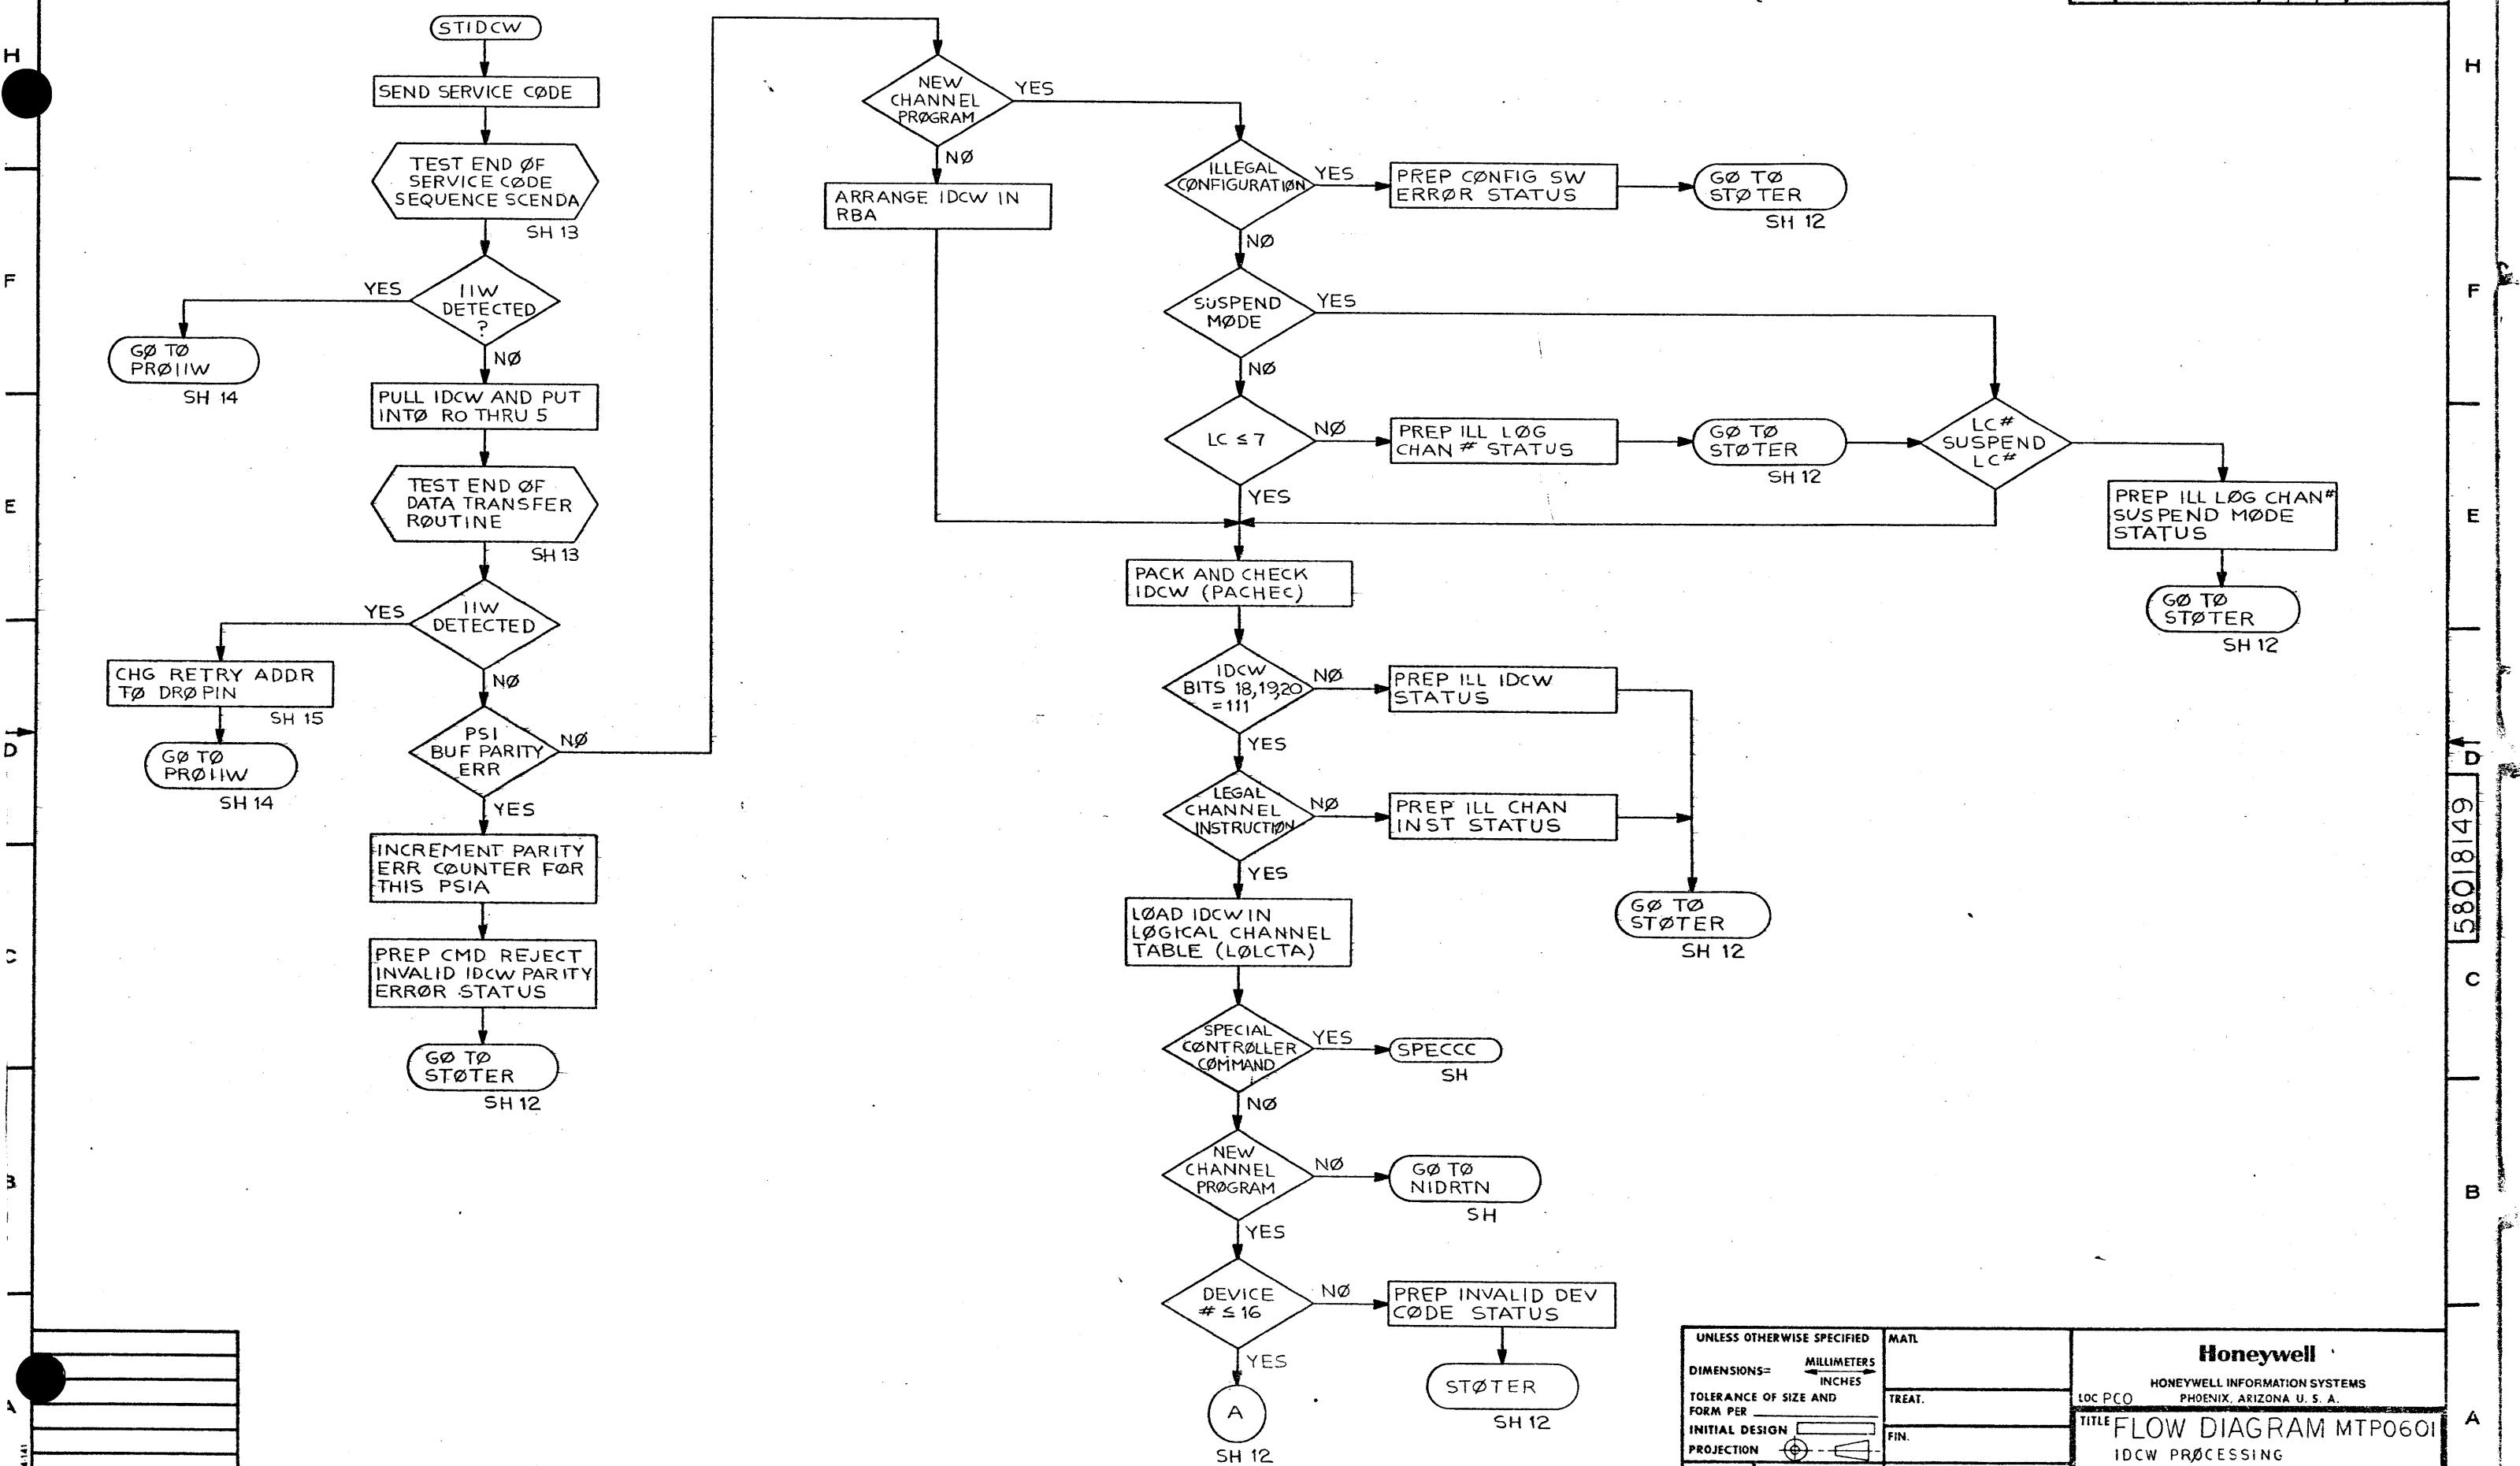 STIDCW
SEND SERVICE CØDE
TEST END ØF
SERVICE CØDE
SEQUENCE SCENDA
SH 13
IIW
DETECTED
?
YES
NØ
GØ TØ
PRØIIW
SH 14
PULL IDCW AND PUT
INTØ RO THRU 5
TEST END ØF
DATA TRANSFER
RØUTINE
SH 13
IIW
DETECTED
YES
NØ
CHG RETRY ADDR
TØ DRØPIN
SH 15
GØ TØ
PRØIIW
SH 14
PSI
BUF PARITY
ERR
NØ
YES
INCREMENT PARITY
ERR CØUNTER FØR
THIS PSIA
PREP CMD REJECT
INVALID IDCW PARITY
ERRØR STATUS
GØ TØ
STØTER
SH 12
NEW
CHANNEL
PRØGRAM
YES
NØ
ARRANGE IDCW IN
RBA
ILLEGAL
CØNFIGURATIØN
YES
NØ
PREP CØNFIG SW
ERRØR STATUS
GØ TØ
STØTER
SH 12
SUSPEND
MØDE
YES
NØ
LC ≤ 7
NØ
YES
PREP ILL LØG
CHAN # STATUS
GØ TØ
STØTER
SH 12
LC#
SUSPEND
LC#
PREP ILL LØG CHAN#
SUSPEND MØDE
STATUS
GØ TØ
STØTER
SH 12
PACK AND CHECK
IDCW (PACHEC)
IDCW
BITS 18,19,20
=111
NØ
YES
PREP ILL IDCW
STATUS
LEGAL
CHANNEL
INSTRUCTIØN
NØ
YES
PREP ILL CHAN
INST STATUS
GØ TØ
STØTER
SH 12
LØAD IDCW IN
LØGICAL CHANNEL
TABLE (LØLCTA)
SPECIAL
CØNTRØLLER
CØMMAND
YES
NØ
SPECCC
SH
NEW
CHANNEL
PRØGRAM
NØ
YES
GØ TØ
NIDRTN
SH
DEVICE
# ≤ 16
NØ
YES
PREP INVALID DEV
CØDE STATUS
STØTER
SH 12
A
SH 12
H
F
E
D
C
B
A
H
F
E
D
C
B
A
58018149
UNLESS OTHERWISE SPECIFIED
DIMENSIONS= MILLIMETERS
INCHES
TOLERANCE OF SIZE AND
FORM PER
INITIAL DESIGN
PROJECTION
MATL
TREAT.
FIN.
Honeywell
HONEYWELL INFORMATION SYSTEMS
LOC PCO PHOENIX, ARIZONA U. S. A.
TITLE FLOW DIAGRAM MTP0601
IDCW PRØCESSING